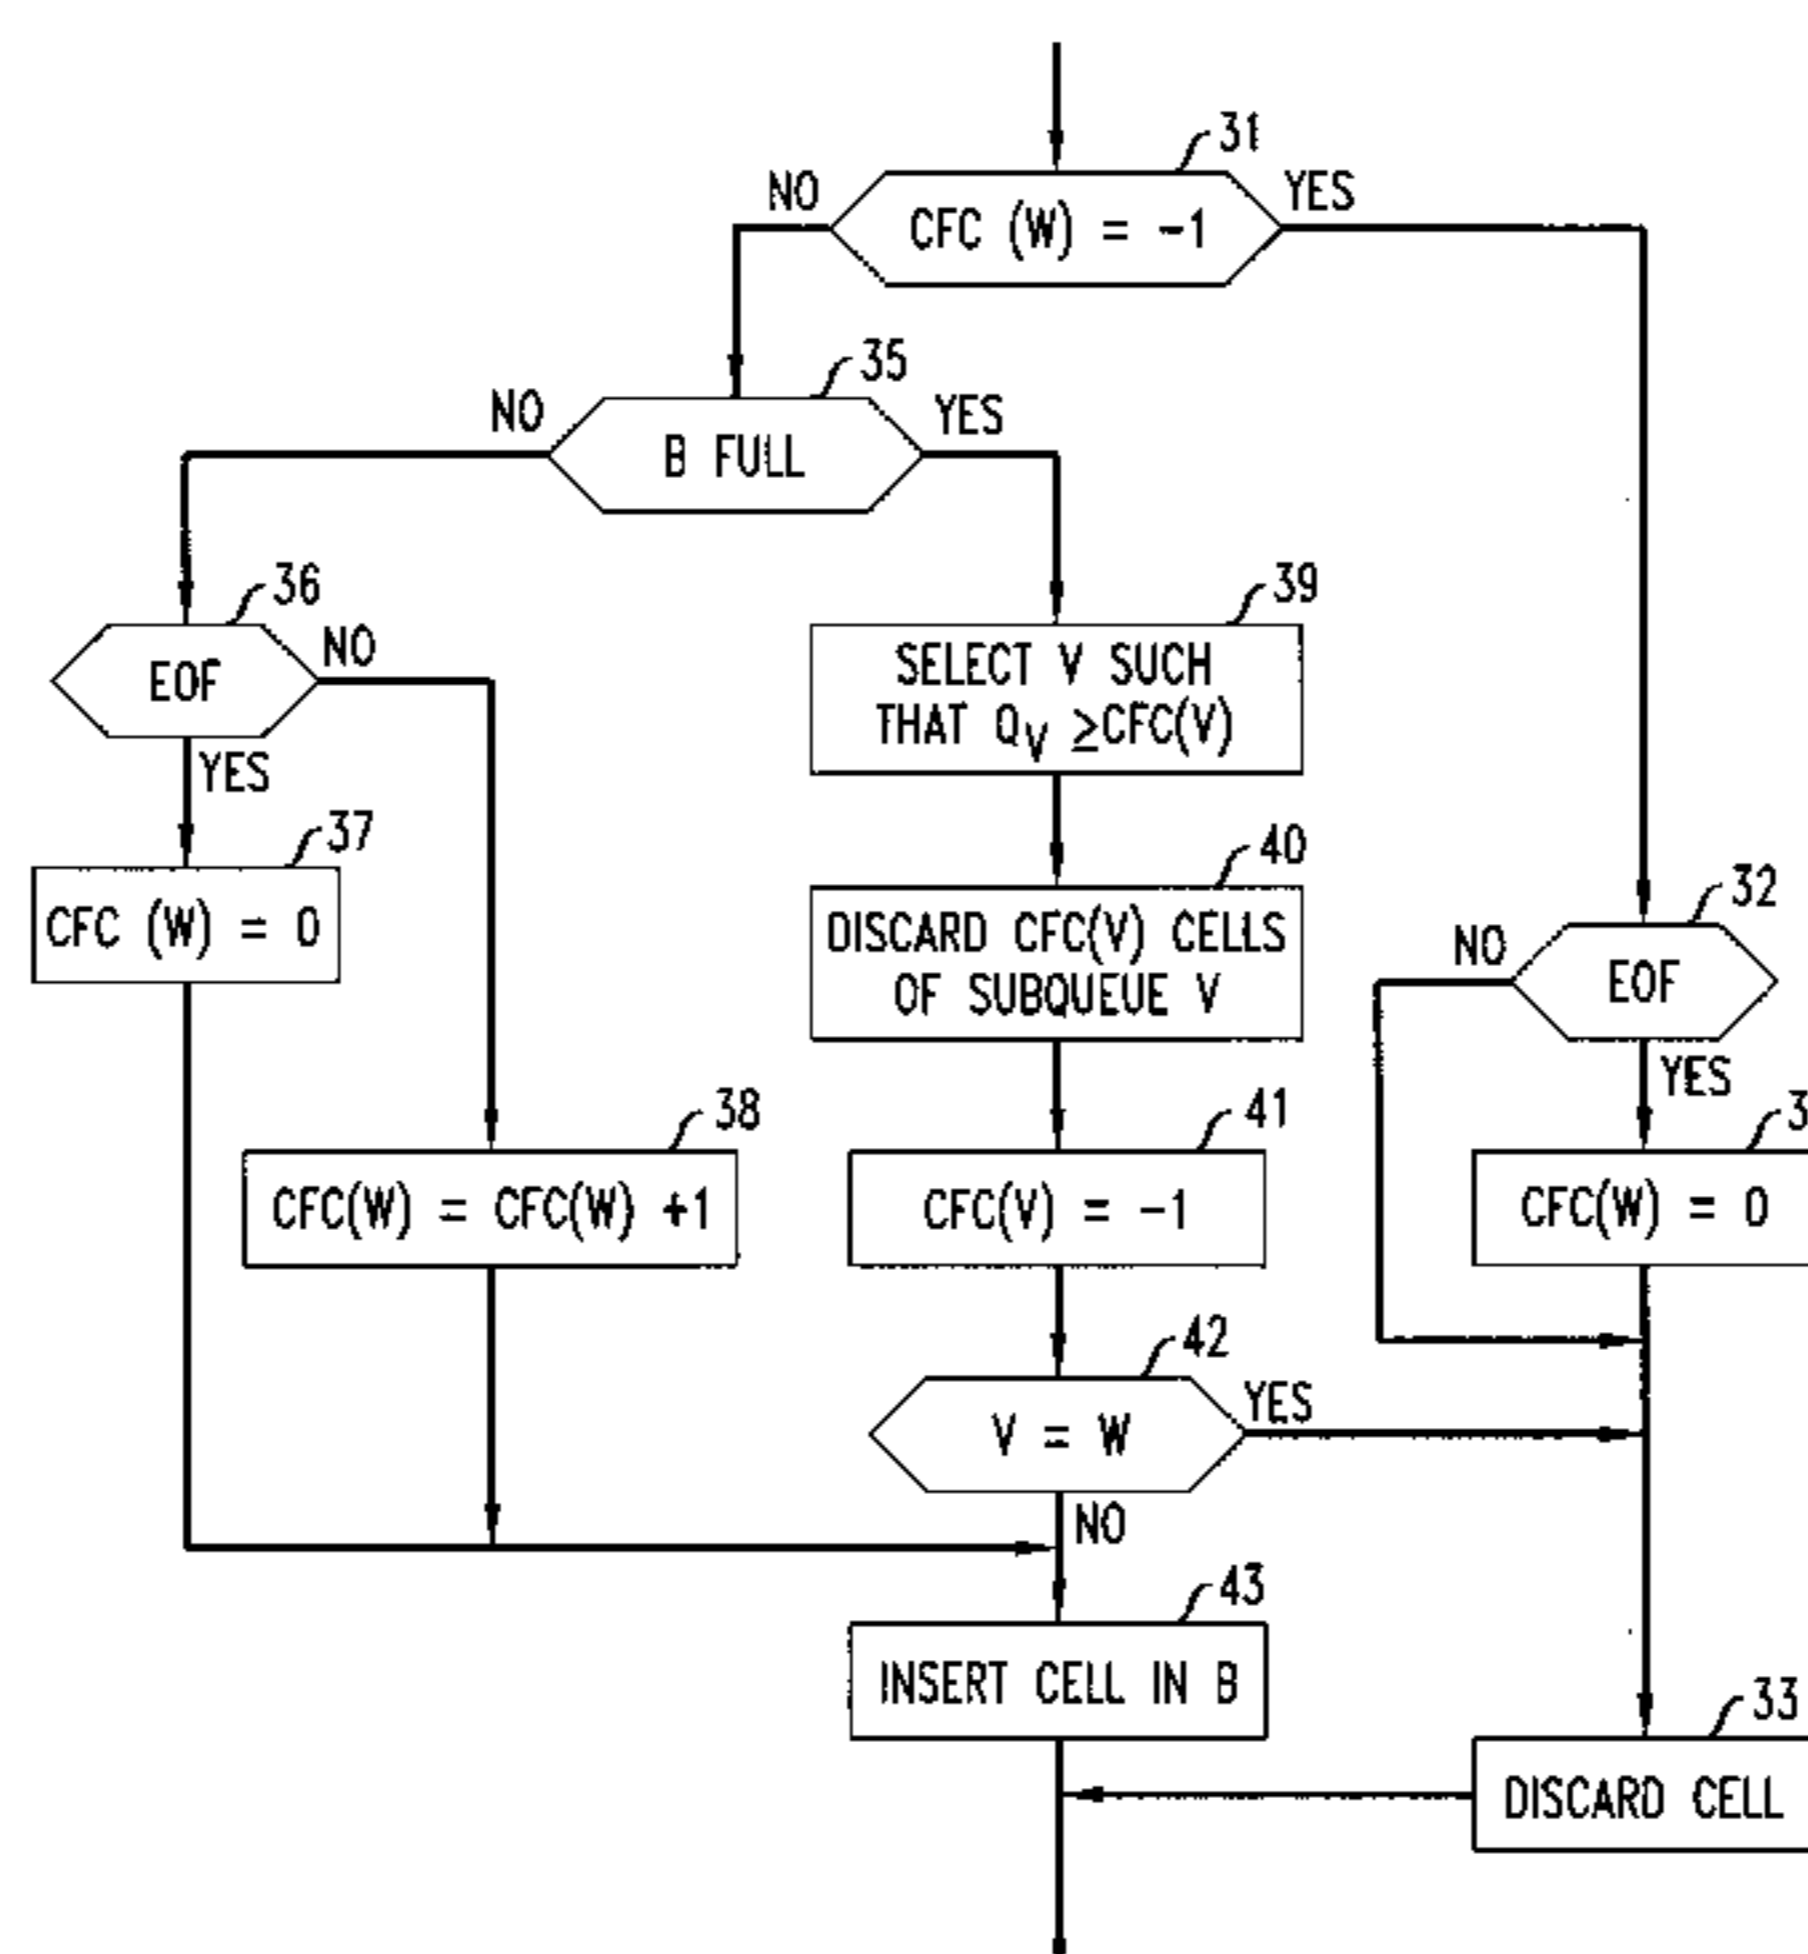 31
NO
YES
CFC (W) = -1
35
NO
YES
B FULL
36
NO
EOF
YES
39
SELECT V SUCH
THAT QV ≥CFC(V)
37
CFC (W) = 0
40
DISCARD CFC(V) CELLS
OF SUBQUEUE V
32
NO
EOF
YES
38
CFC(W) = CFC(W) +1
41
CFC(V) = -1
CFC(W) = 0
42
YES
V = W
NO
43
INSERT CELL IN B
33
DISCARD CELL